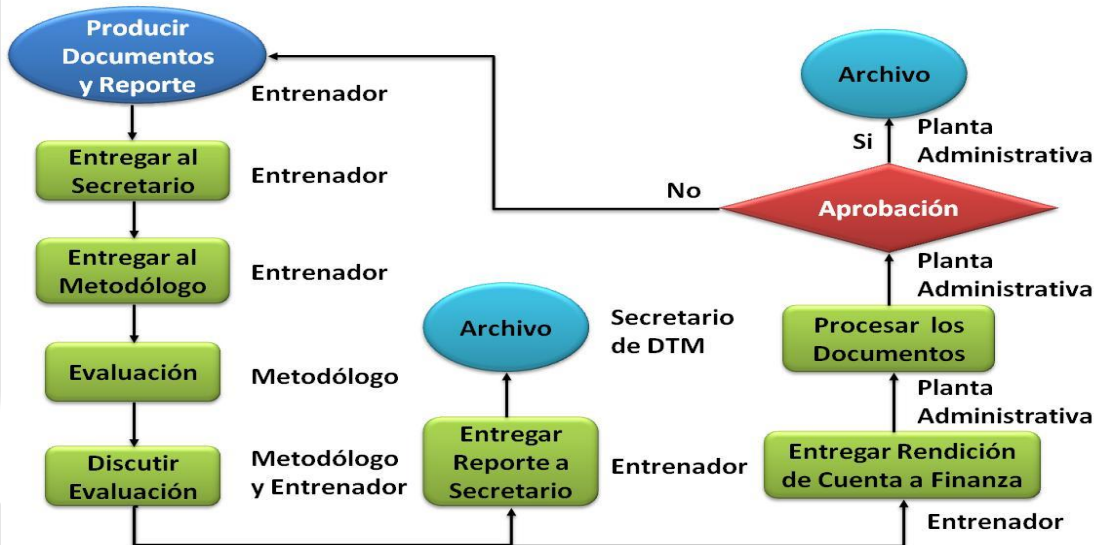 Producir
Documentos
y Reporte
Entrenador
Entregar al
Secretario
Entrenador
Entregar al
Metodólogo
Entrenador
Evaluación
Metodólogo
Discutir
Evaluación
Metodólogo
y Entrenador
Archivo
Secretario
de DTM
Entregar
Reporte a
Secretario
Entrenador
Archivo
Si
Planta
Administrativa
No
Aprobación
Planta
Administrativa
Procesar los
Documentos
Planta
Administrativa
Entregar Rendición
de Cuenta a Finanza
Entrenador